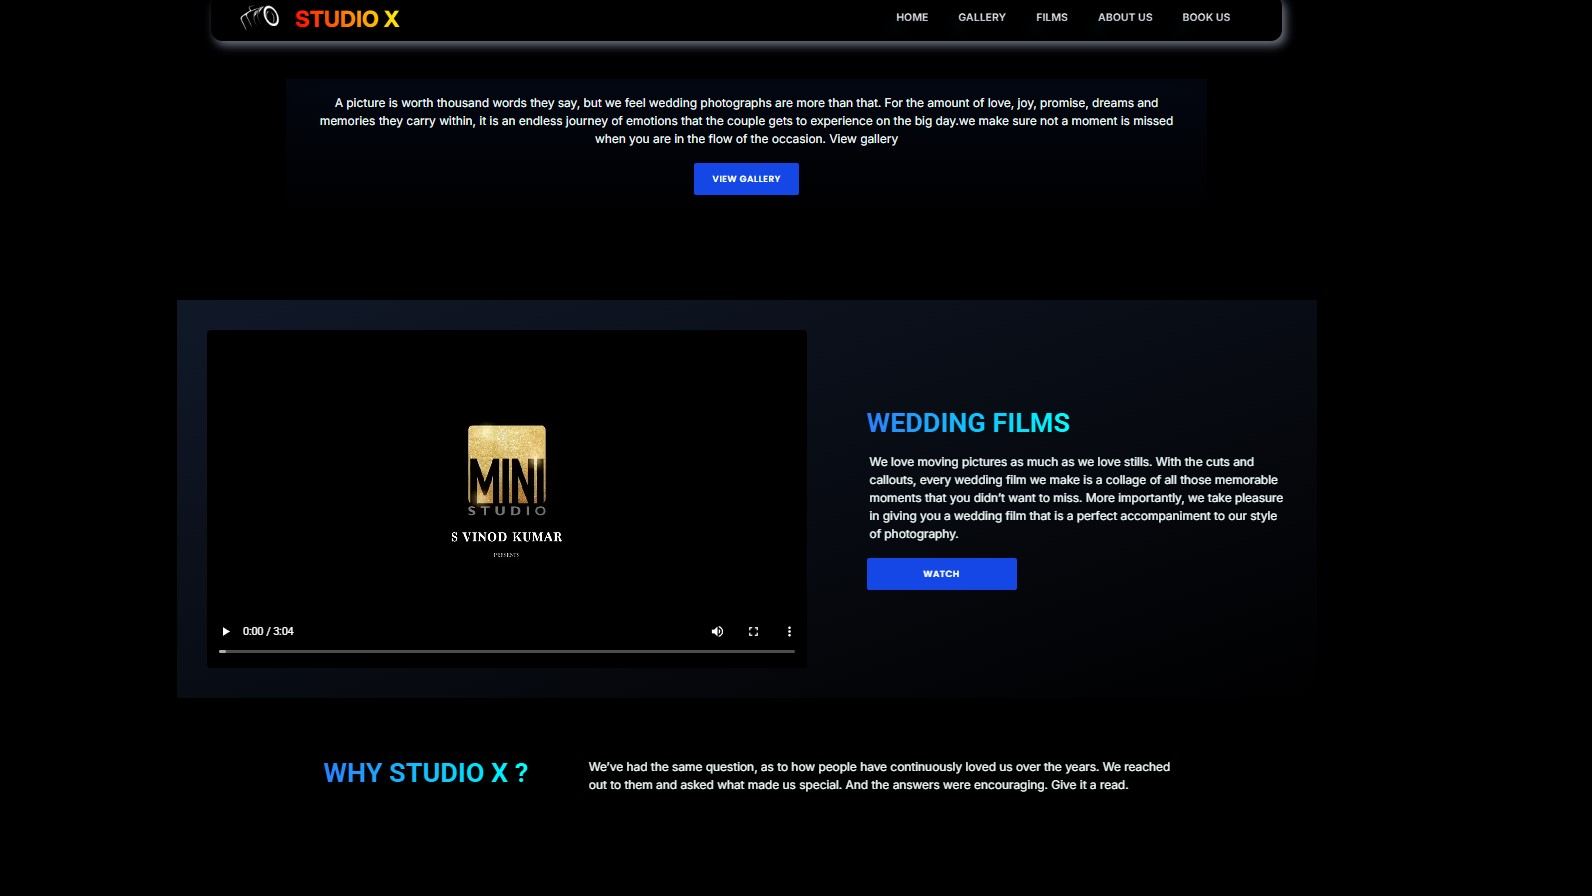 STUDIO X
HOME GALLERY FILMS ABOUT US BOOK US
A picture is worth thousand words they say, but we feel wedding photographs are more than that. For the amount of love, joy, promise, dreams and
memories they carry within, it is an endless journey of emotions that the couple gets to experience on the big day.we make sure not a moment is missed
when you are in the flow of the occasion. View gallery
VIEW GALLERY
MINI
STUDIO
S VINOD KUMAR
PRESENTS
0:00 / 3:04
WEDDING FILMS
We love moving pictures as much as we love stills. With the cuts and
callouts, every wedding film we make is a collage of all those memorable
moments that you didn’t want to miss. More importantly, we take pleasure
in giving you a wedding film that is a perfect accompaniment to our style
of photography.
WATCH
WHY STUDIO X ?
We’ve had the same question, as to how people have continuously loved us over the years. We reached
out to them and asked what made us special. And the answers were encouraging. Give it a read.